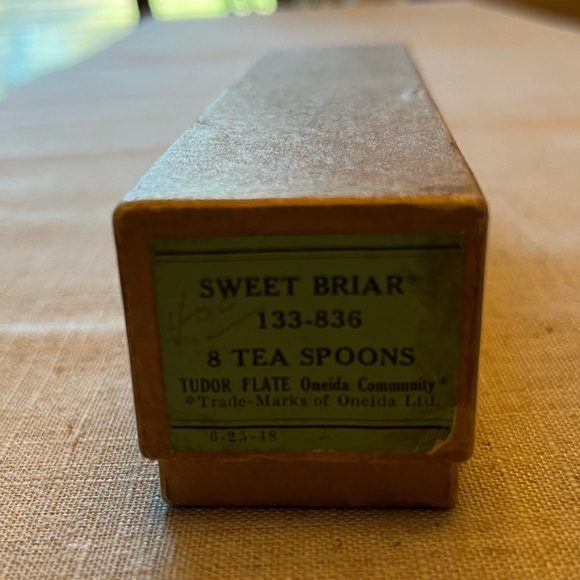 SWEET BRIAR*
133-836
8 TEA SPOONS
TUDOR PLATE Oneida Community*
*Trade-Marks of Oneida Ltd.
6-25-48